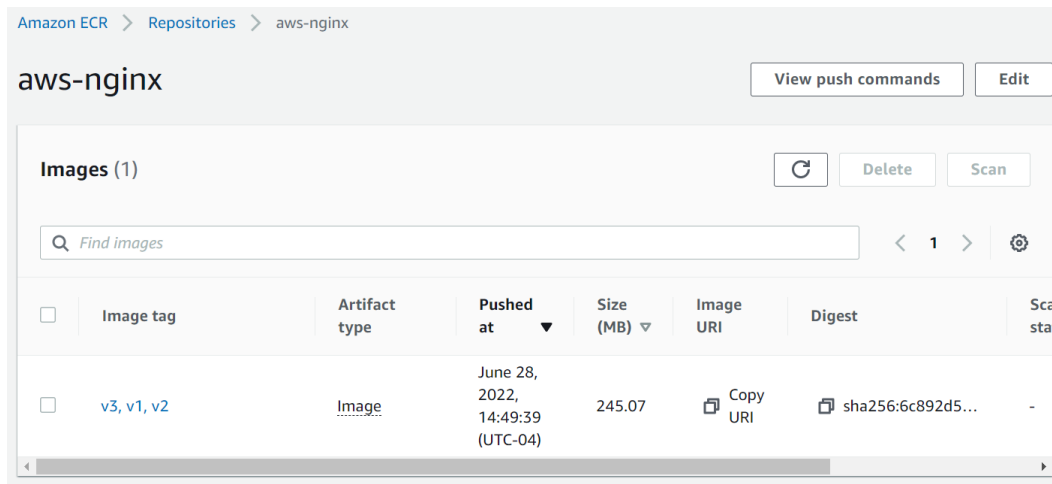 Amazon ECR > Repositories > aws-nginx
aws-nginx
View push commands
Edit
Images (1)
Delete
Scan
Find images
1
Image tag
Artifact
type
Pushed
at
Size
(MB)
Image
URI
Digest
Sca
sta
v3, v1, v2
Image
June 28,
2022,
14:49:39
(UTC-04)
245.07
Copy
URI
sha256:6c892d5...
-